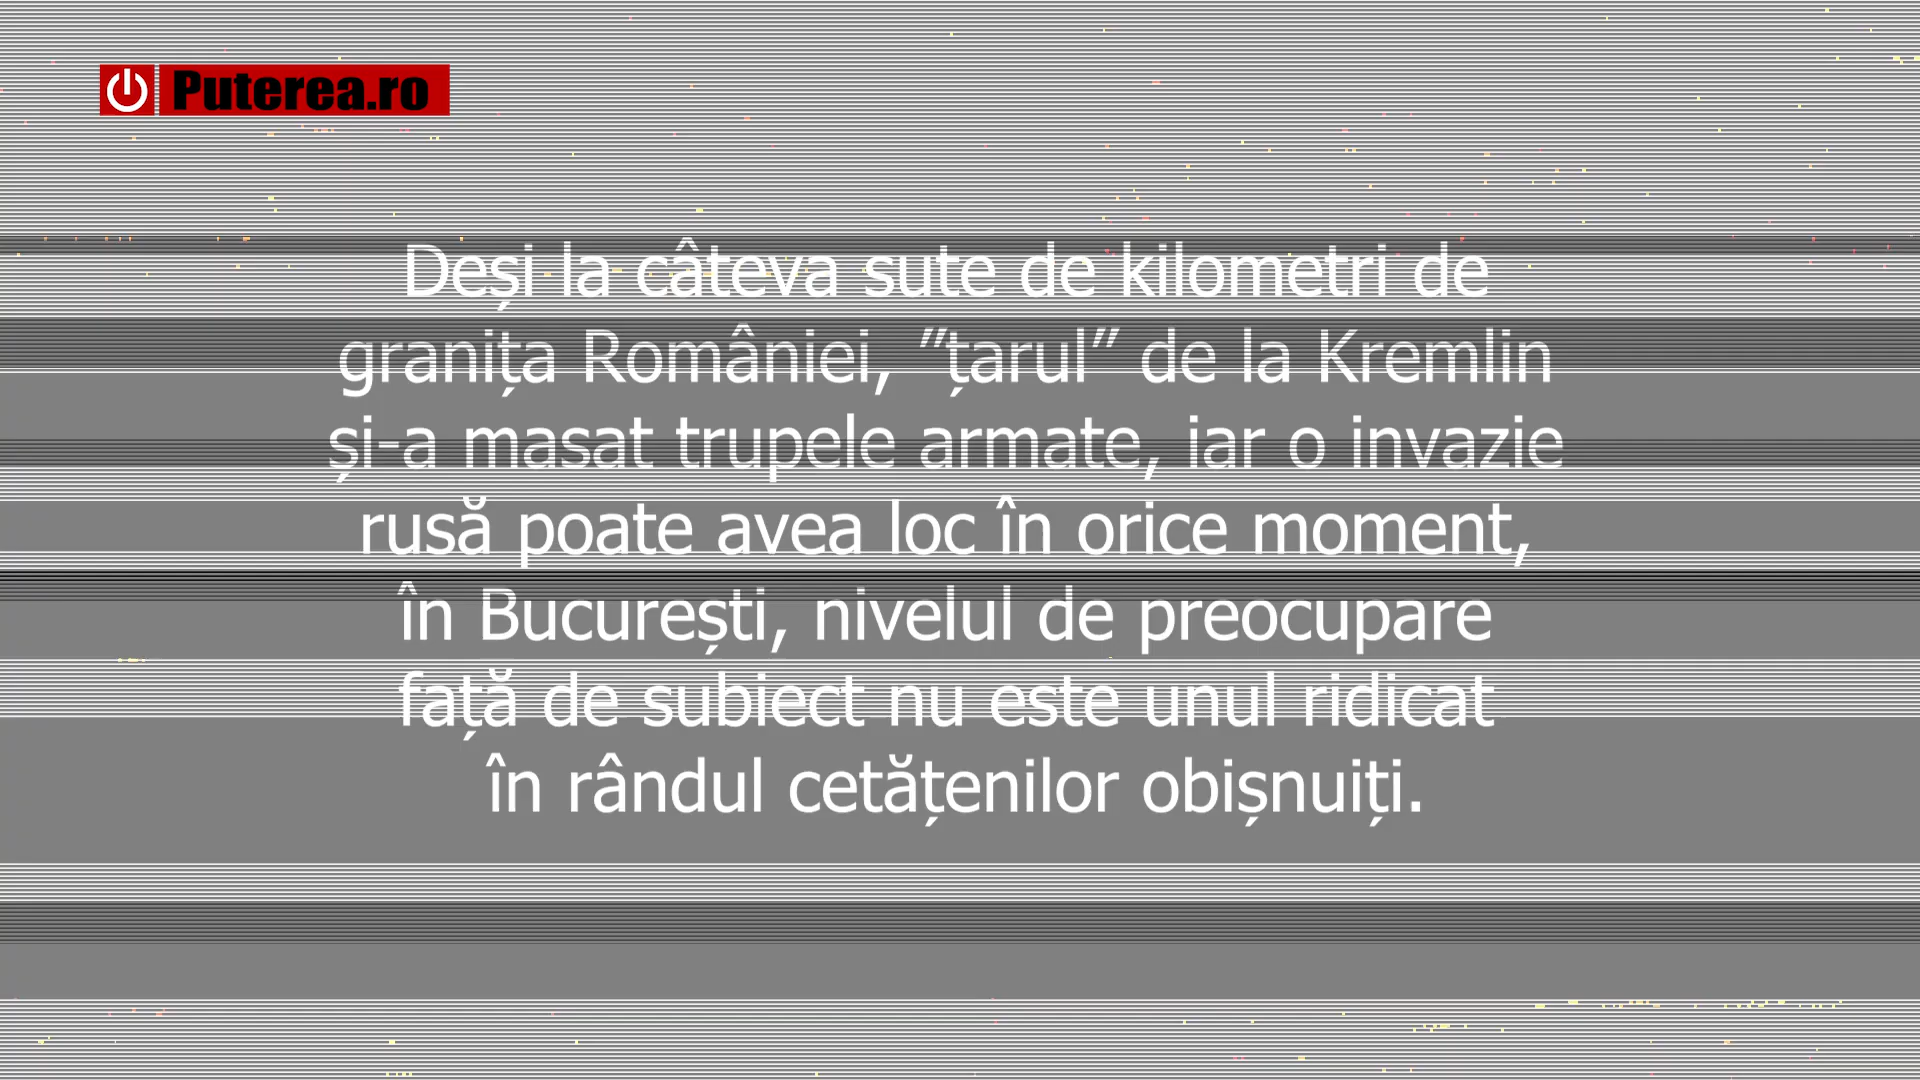 Puterea.ro
Deși la câteva sute de kilometri de
granița României, ”țarul” de la Kremlin
și-a masat trupele armate, iar o invazie
rusă poate avea loc în orice moment,
în București, nivelul de preocupare
față de subiect nu este unul ridicat
în rândul cetățenilor obișnuiți.